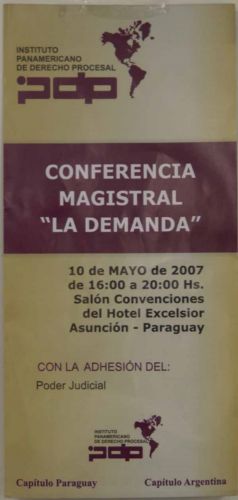 INSTITUTO
PANAMERICANO
DE DERECHO PROCESAL
ipdp
CONFERENCIA
MAGISTRAL
"LA DEMANDA"
10 de MAYO de 2007
de 16:00 a 20:00 Hs.
Salón Convenciones
del Hotel Excelsior
Asunción - Paraguay
CON LA ADHESIÓN DEL:
Poder Judicial
INSTITUTO
PANAMERICANO
DE DERECHO PROCESAL
ipdp
Capítulo Paraguay Capítulo Argentina